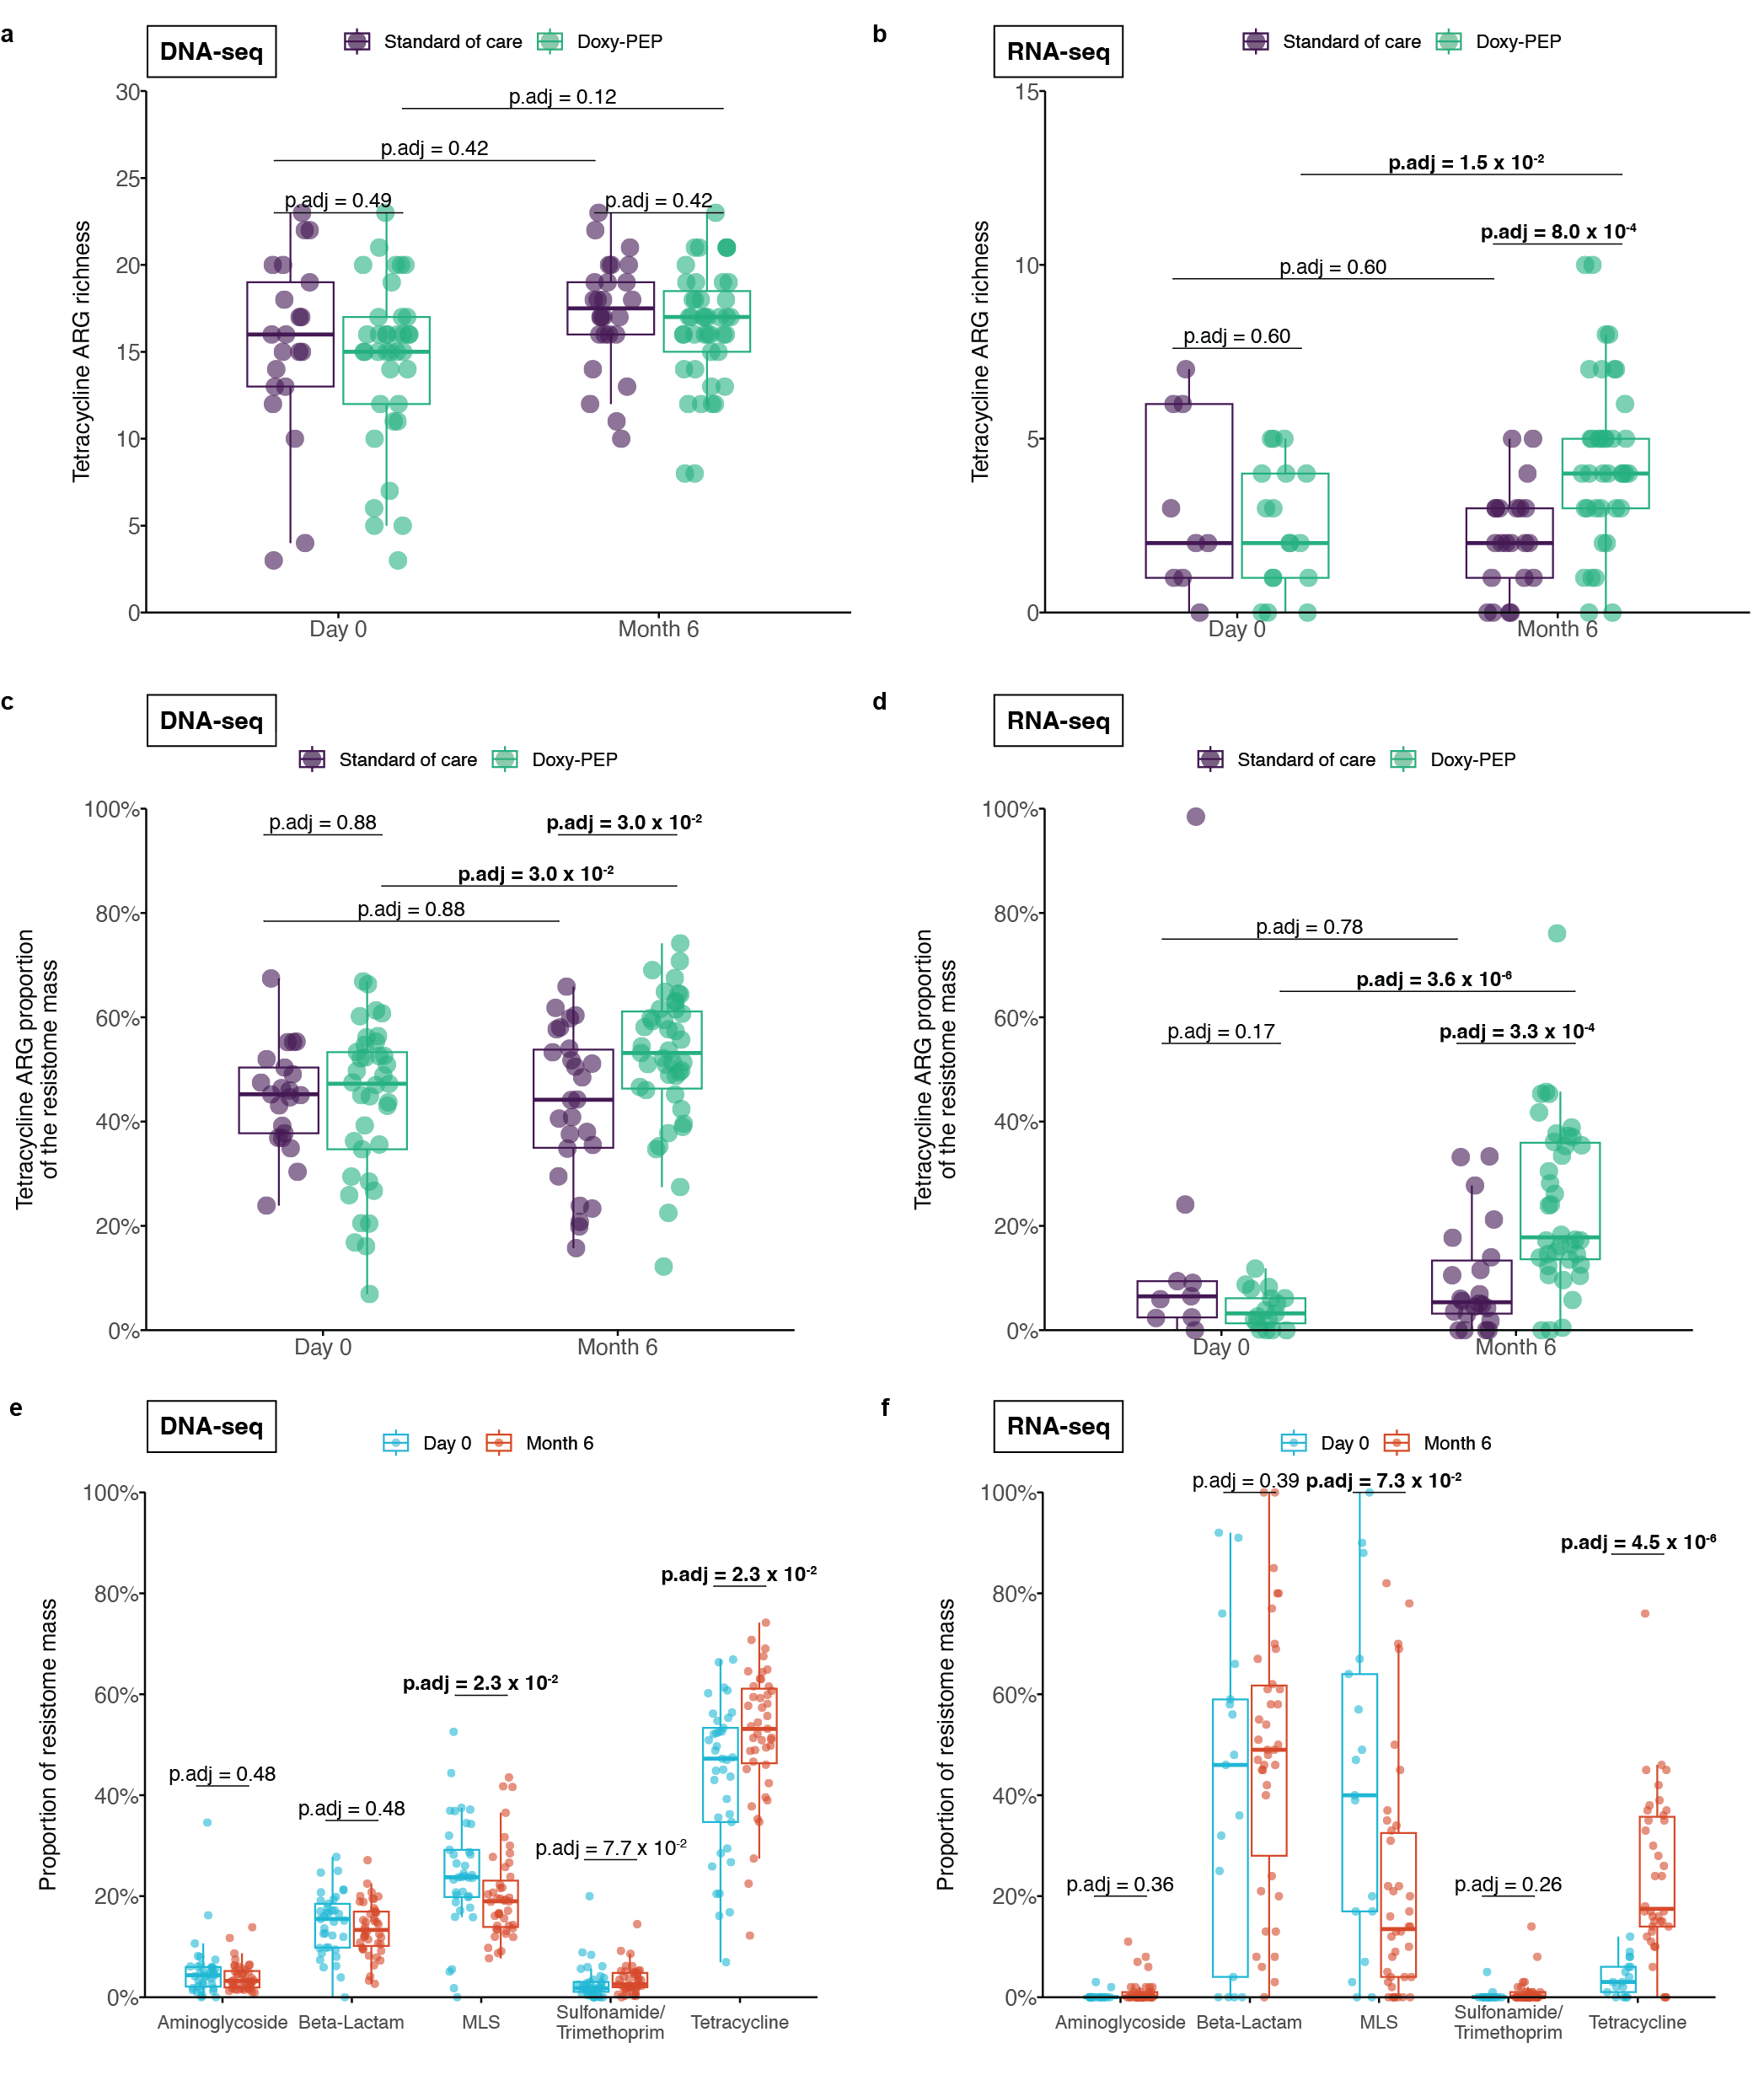 a
DNA-seq
Standard of care
Doxy-PEP
30
25
20
15
10
5
0
Tetracycline ARG richness
p.adj = 0.12
p.adj = 0.42
p.adj = 0.49
p.adj = 0.42
Day 0
Month 6
b
RNA-seq
Standard of care
Doxy-PEP
15
10
5
0
Tetracycline ARG richness
p.adj = 1.5 x 10-2
p.adj = 8.0 x 10-4
p.adj = 0.60
p.adj = 0.60
Day 0
Month 6
c
DNA-seq
Standard of care
Doxy-PEP
100%
80%
60%
40%
20%
0%
Tetracycline ARG proportion
of the resistome mass
p.adj = 0.88
p.adj = 3.0 x 10-2
p.adj = 3.0 x 10-2
p.adj = 0.88
Day 0
Month 6
d
RNA-seq
Standard of care
Doxy-PEP
100%
80%
60%
40%
20%
0%
Tetracycline ARG proportion
of the resistome mass
p.adj = 0.78
p.adj = 3.6 x 10-6
p.adj = 0.17
p.adj = 3.3 x 10-4
Day 0
Month 6
e
DNA-seq
Day 0
Month 6
100%
80%
60%
40%
20%
0%
Proportion of resistome mass
p.adj = 0.48
p.adj = 0.48
p.adj = 2.3 x 10-2
p.adj = 7.7 x 10-2
p.adj = 2.3 x 10-2
Aminoglycoside
Beta-Lactam
MLS
Sulfonamide/
Trimethoprim
Tetracycline
f
RNA-seq
Day 0
Month 6
100%
80%
60%
40%
20%
0%
Proportion of resistome mass
p.adj = 0.36
p.adj = 0.39
p.adj = 7.3 x 10-2
p.adj = 0.26
p.adj = 4.5 x 10-6
Aminoglycoside
Beta-Lactam
MLS
Sulfonamide/
Trimethoprim
Tetracycline